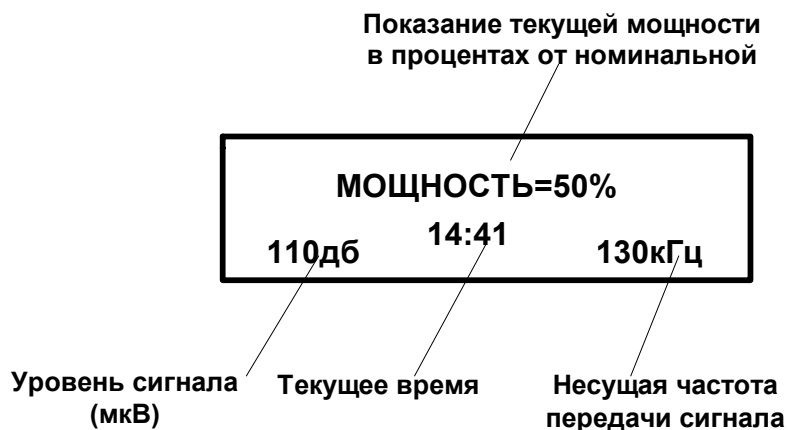 Показание текущей мощности
в процентах от номинальной
МОЩНОСТЬ=50%
110дб 14:41 130кГц
Уровень сигнала
(мкВ)
Текущее время
Несущая частота
передачи сигнала